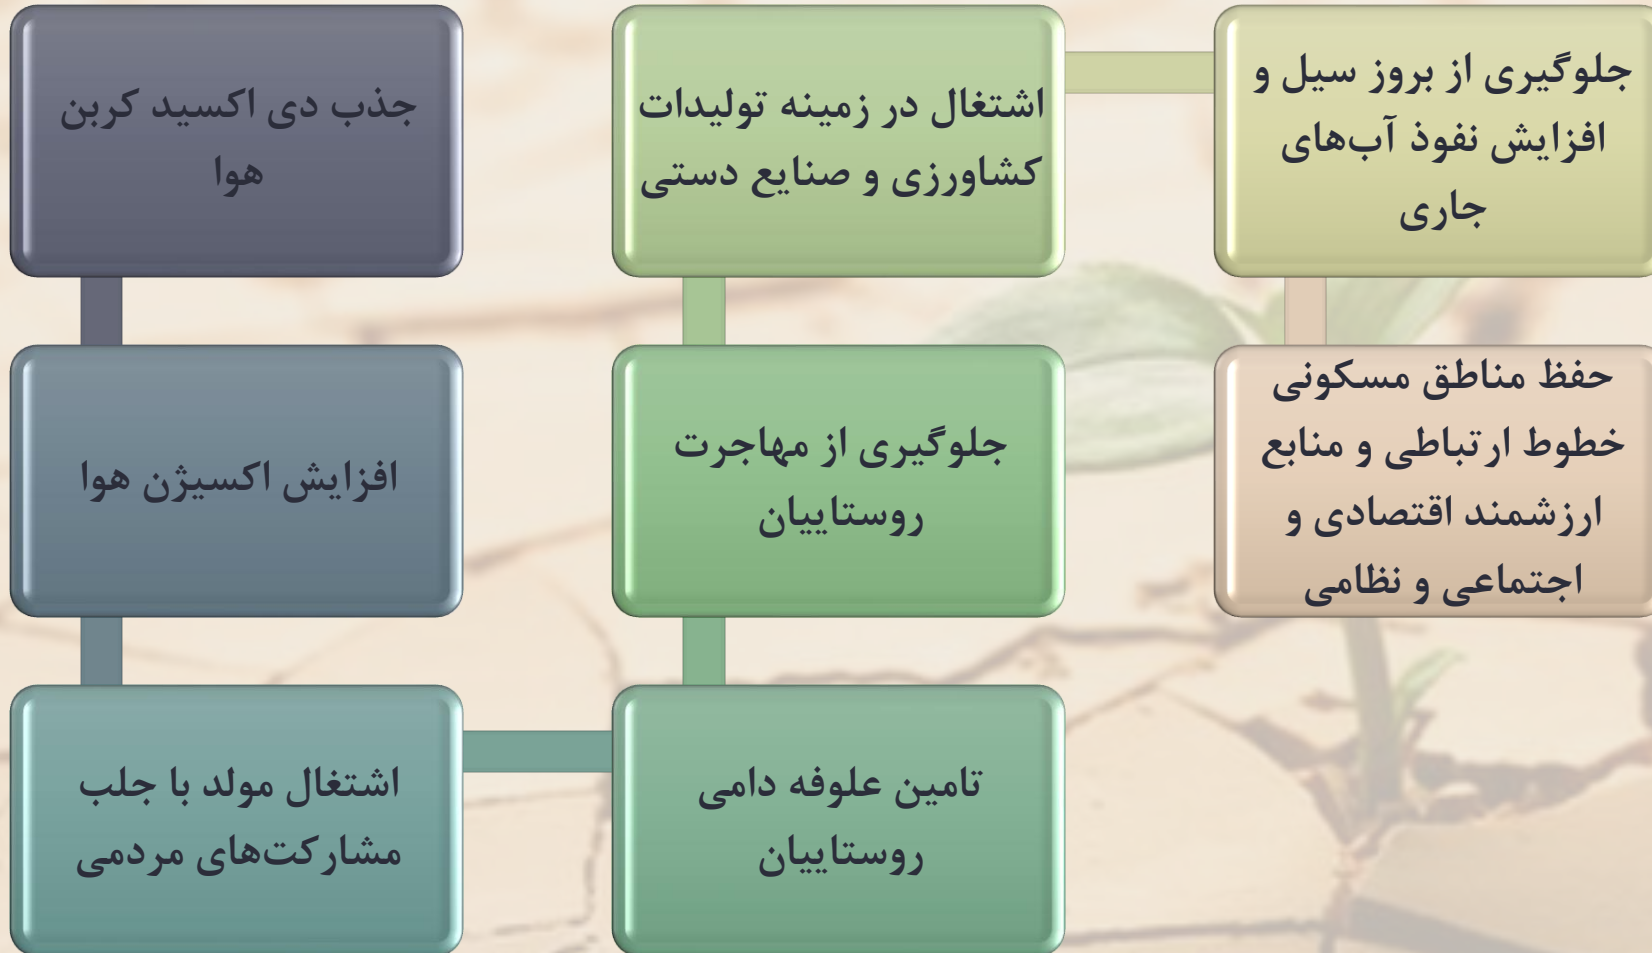 جذب دی اکسید کربن
هوا
افزایش اکسیژن هوا
اشتغال مولد با جلب
مشارکت‌های مردمی
تامین علوفه دامی
روستاییان
جلوگیری از مهاجرت
روستاییان
اشتغال در زمینه تولیدات
کشاورزی و صنایع دستی
جلوگیری از بروز سیل و
افزایش نفوذ آب‌های
جاری
حفظ مناطق مسکونی
خطوط ارتباطی و منابع
ارزشمند اقتصادی و
اجتماعی و نظامی